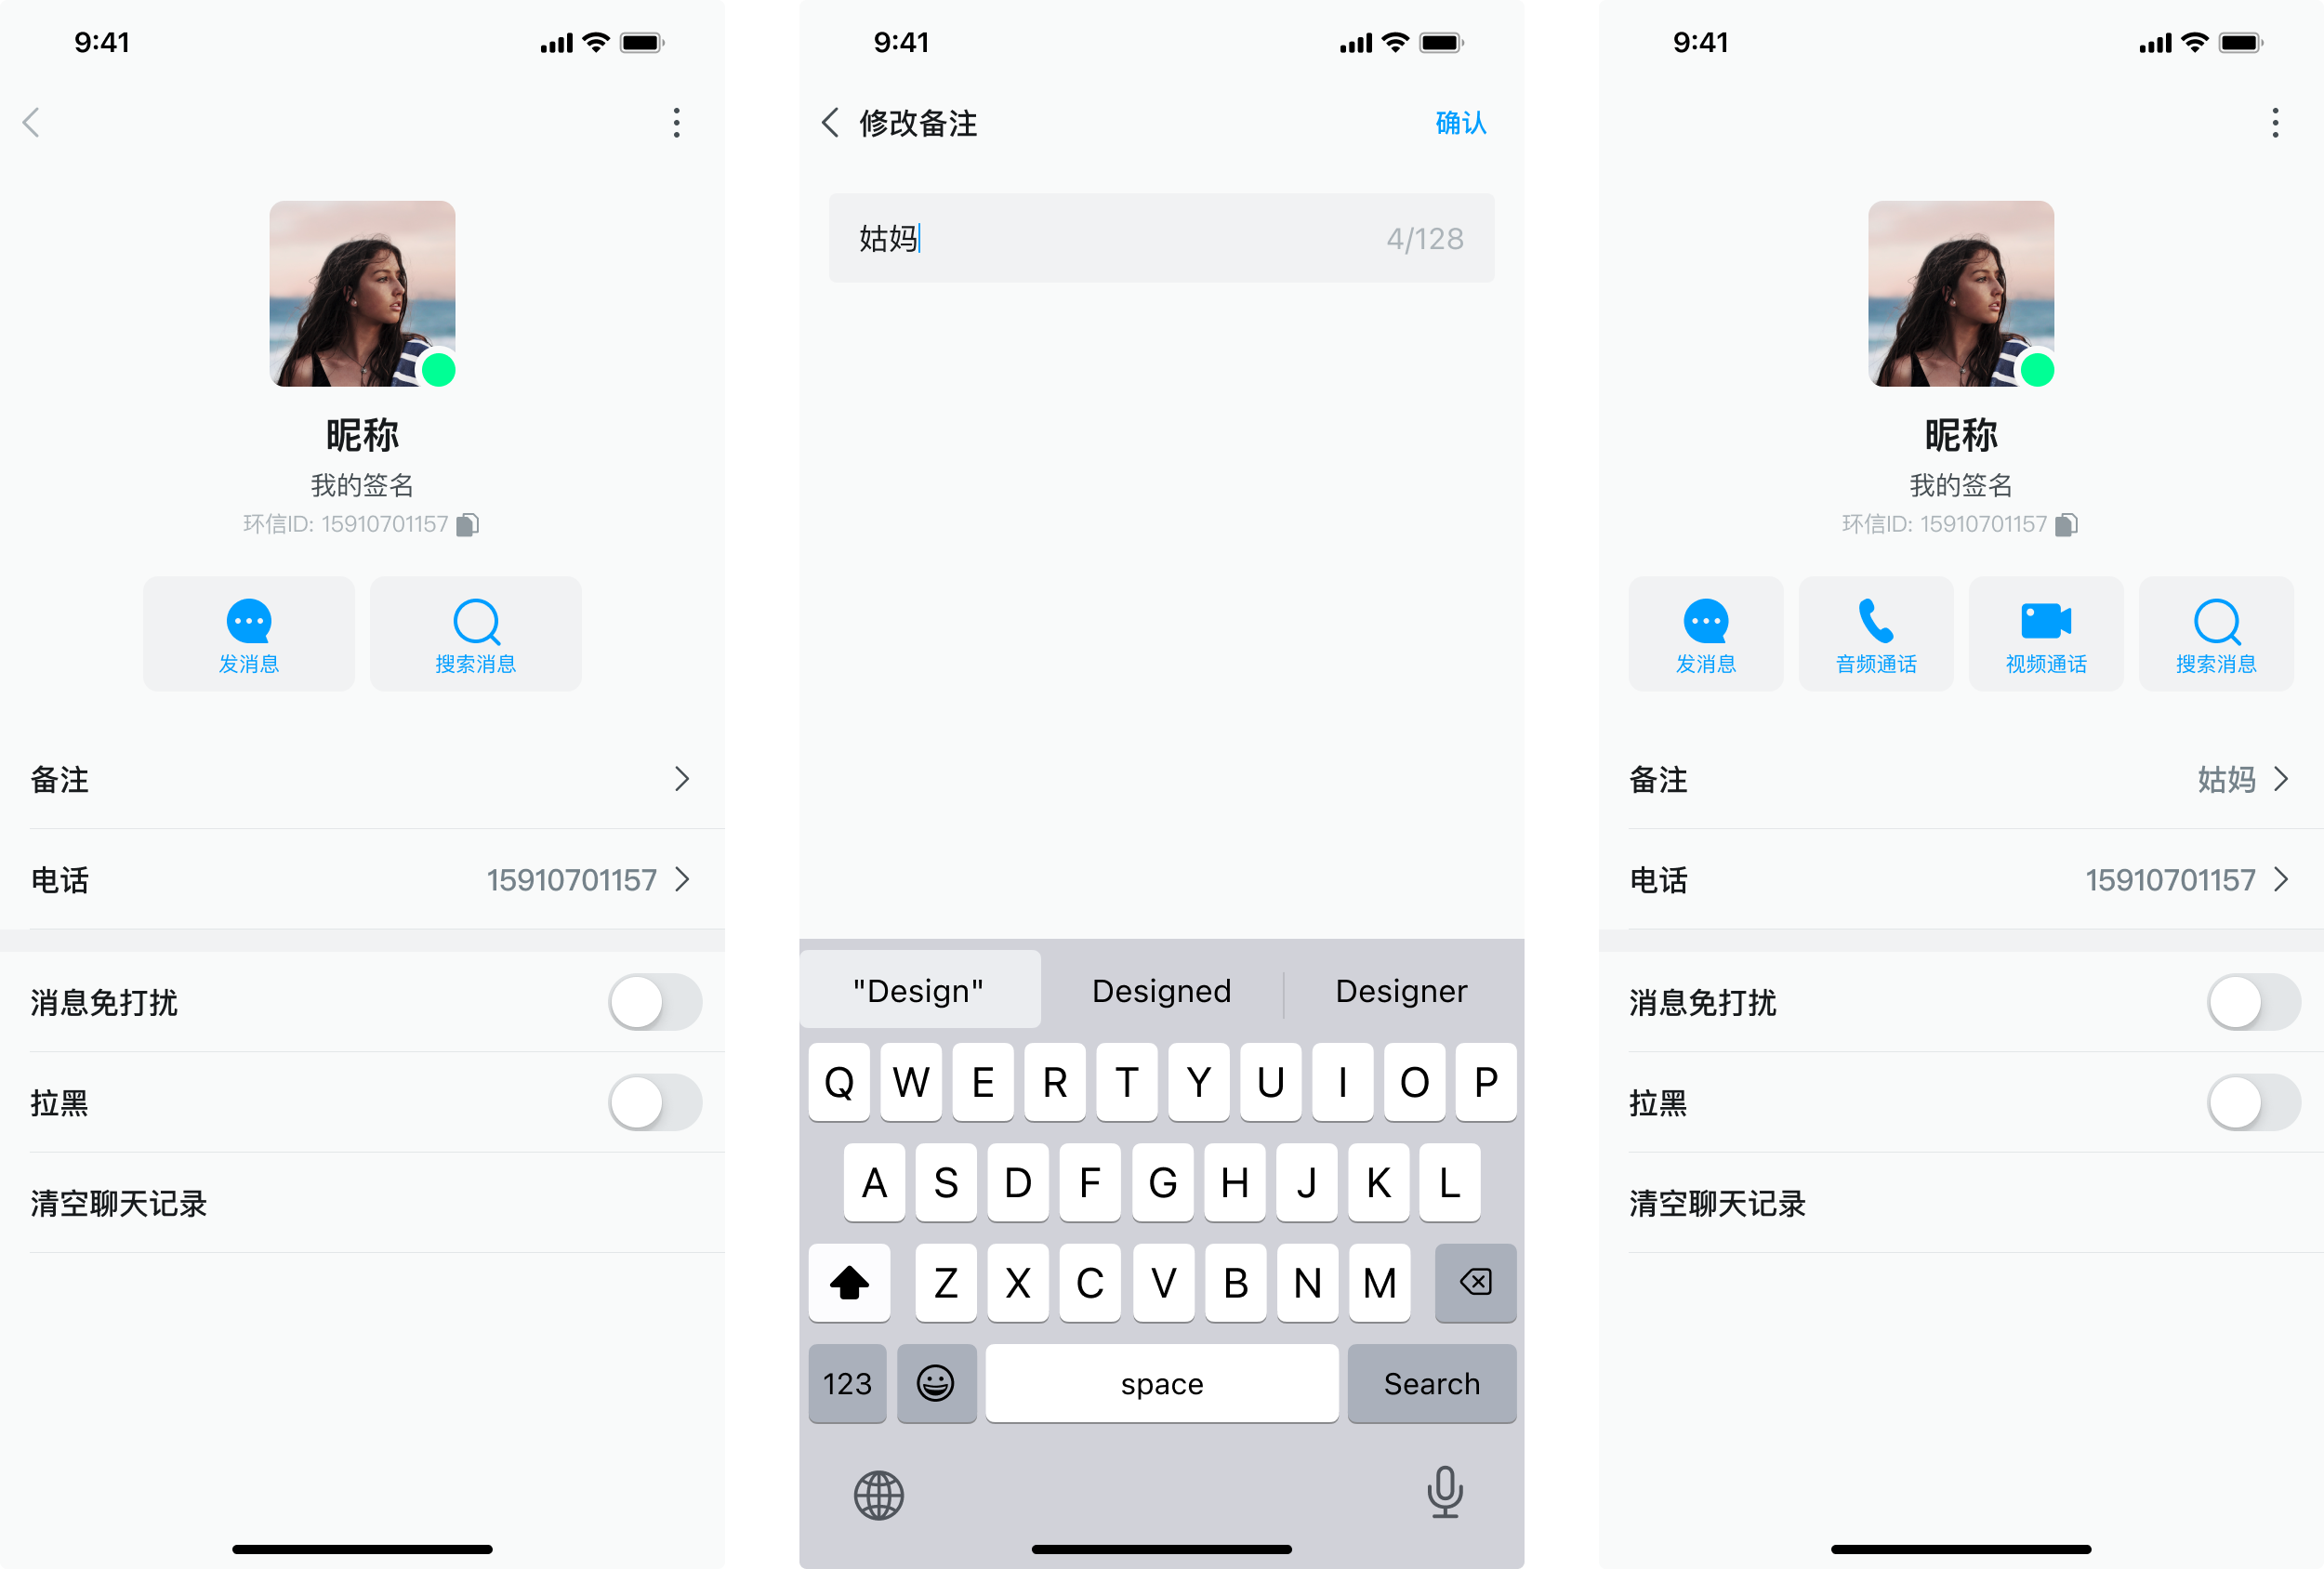 9:41
昵称
我的签名
环信ID: 15910701157
发消息
搜索消息
备注
电话 15910701157
消息免打扰
拉黑
清空聊天记录
9:41
修改备注 确认
姑妈 4/128
"Design" Designed Designer
Q W E R T Y U I O P
A S D F G H J K L
Z X C V B N M
123 space Search
9:41
昵称
我的签名
环信ID: 15910701157
发消息 音频通话 视频通话 搜索消息
备注 姑妈
电话 15910701157
消息免打扰
拉黑
清空聊天记录